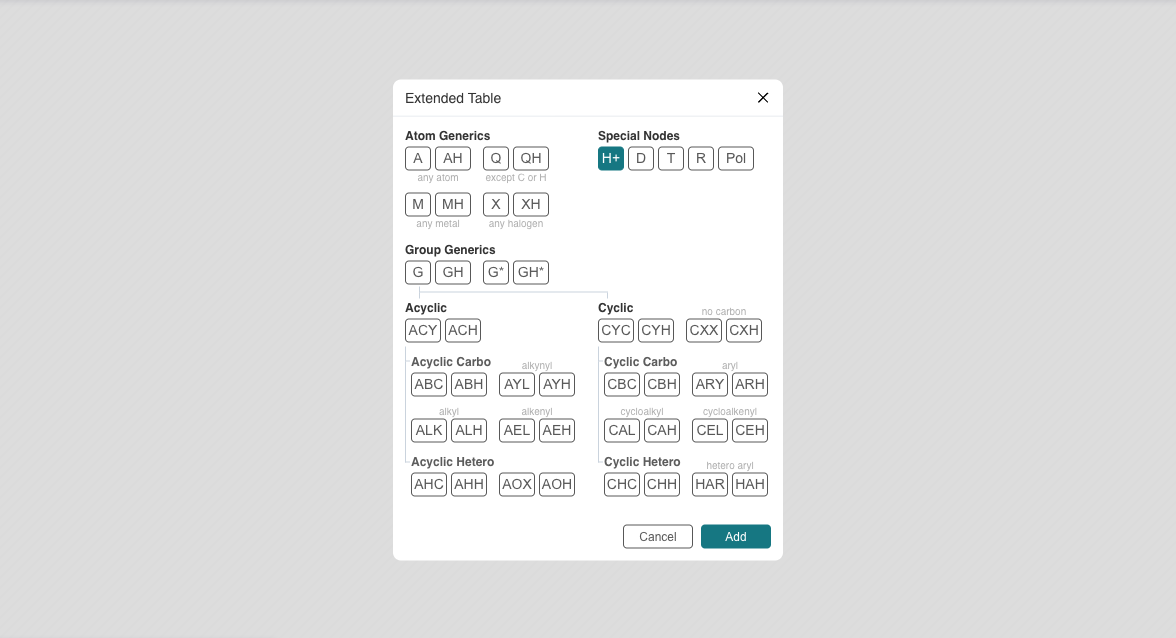 Extended Table
Atom Generics
A AH Q QH
any atom except C or H
M MH X XH
any metal any halogen
Special Nodes
H+ D T R Pol
Group Generics
G GH G* GH*
Acyclic
ACY ACH
Acyclic Carbo alkynyl
ABC ABH AYL AYH
alkyl alkenyl
ALK ALH AEL AEH
Acyclic Hetero
AHC AHH AOX AOH
Cyclic no carbon
CYC CYH CXX CXH
Cyclic Carbo aryl
CBC CBH ARY ARH
cycloalkyl cycloalkenyl
CAL CAH CEL CEH
Cyclic Hetero hetero aryl
CHC CHH HAR HAH
Cancel Add